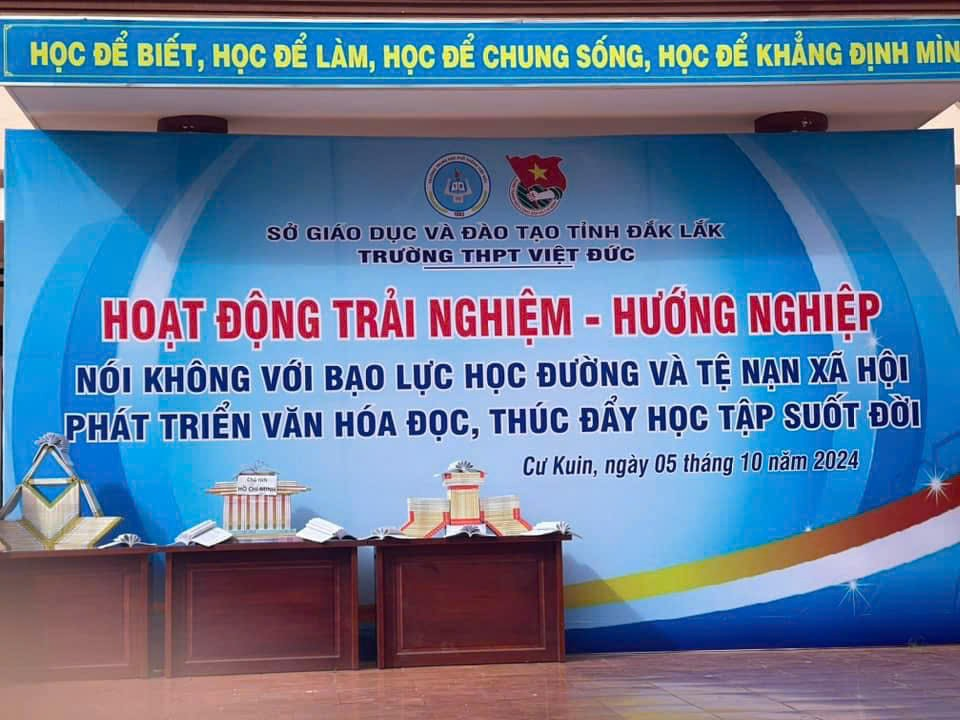 HỌC ĐỂ BIẾT, HỌC ĐỂ LÀM, HỌC ĐỂ CHUNG SỐNG, HỌC ĐỂ KHẲNG ĐỊNH MÌN
SỞ GIÁO DỤC VÀ ĐÀO TẠO TỈNH ĐẮK LẮK
TRƯỜNG THPT VIỆT ĐỨC
HOẠT ĐỘNG TRẢI NGHIỆM - HƯỚNG NGHIỆP
NÓI KHÔNG VỚI BẠO LỰC HỌC ĐƯỜNG VÀ TỆ NẠN XÃ HỘI
PHÁT TRIỂN VĂN HÓA ĐỌC, THÚC ĐẨY HỌC TẬP SUỐT ĐỜI
Cư Kuin, ngày 05 tháng 10 năm 2024
HỒ CHÍ MINH